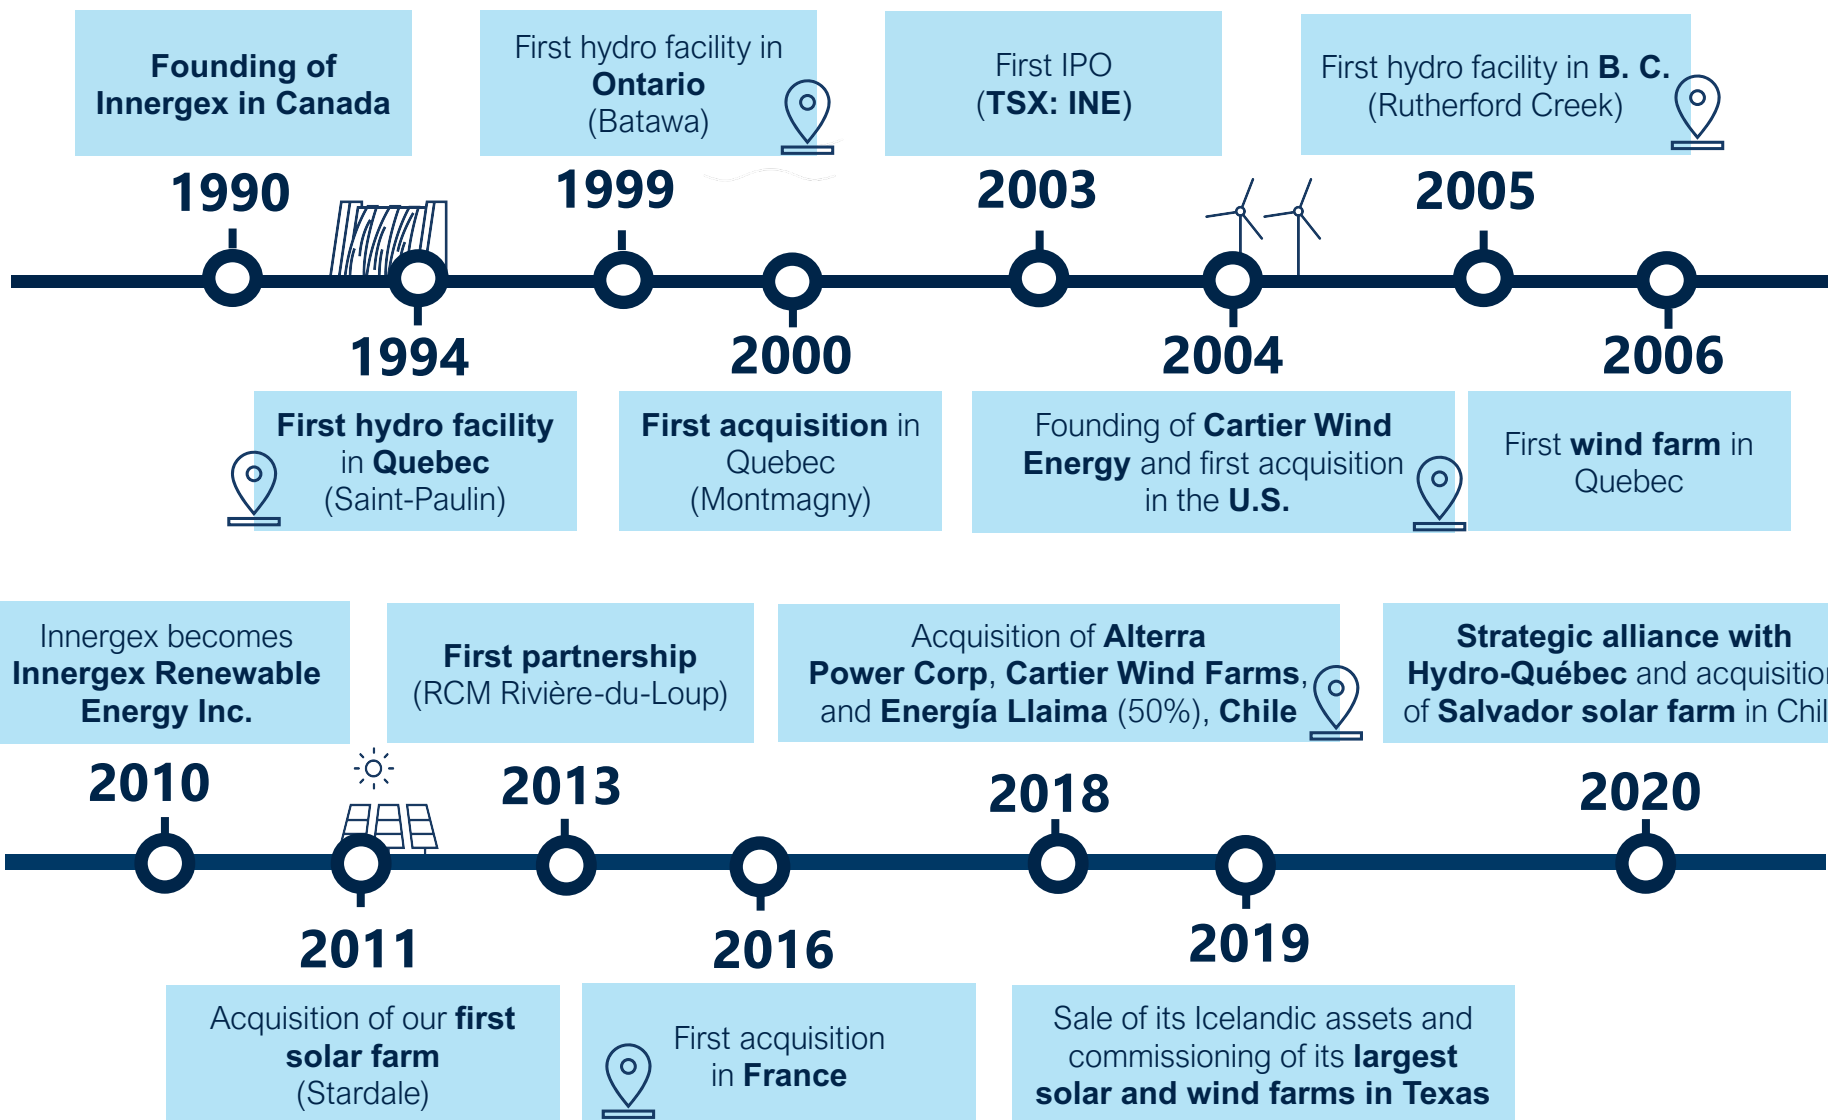 Founding of
Innergex in Canada
1990
First hydro facility in
Ontario
(Batawa)
1999
First IPO
(TSX: INE)
2003
First hydro facility in B. C.
(Rutherford Creek)
2005
1994
First hydro facility
in Quebec
(Saint-Paulin)
2000
First acquisition in
Quebec
(Montmagny)
2004
Founding of Cartier Wind
Energy and first acquisition
in the U.S.
2006
First wind farm in
Quebec
Innergex becomes
Innergex Renewable
Energy Inc.
2010
First partnership
(RCM Rivière-du-Loup)
2013
Acquisition of Alterra
Power Corp, Cartier Wind Farms,
and Energía Llaima (50%), Chile
2018
Strategic alliance with
Hydro-Québec and acquisition
of Salvador solar farm in Chil
2020
2011
Acquisition of our first
solar farm
(Stardale)
2016
First acquisition
in France
2019
Sale of its Icelandic assets and
commissioning of its largest
solar and wind farms in Texas